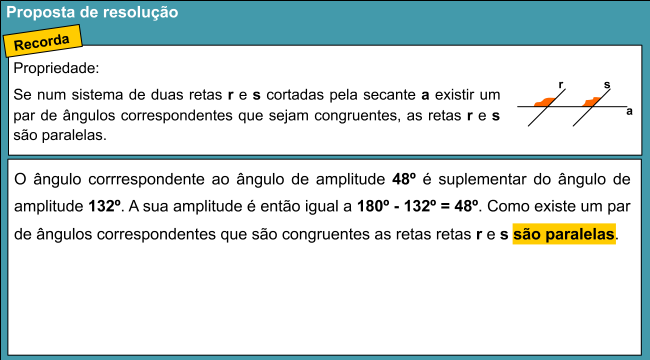 Proposta de resolução
Recorda
Propriedade:
Se num sistema de duas retas r e s cortadas pela secante a existir um
par de ângulos correspondentes que sejam congruentes, as retas r e s
são paralelas.
r s
a
O ângulo corrrespondente ao ângulo de amplitude 48º é suplementar do ângulo de
amplitude 132º. A sua amplitude é então igual a 180º - 132º = 48º. Como existe um par
de ângulos correspondentes que são congruentes as retas retas r e s são paralelas.